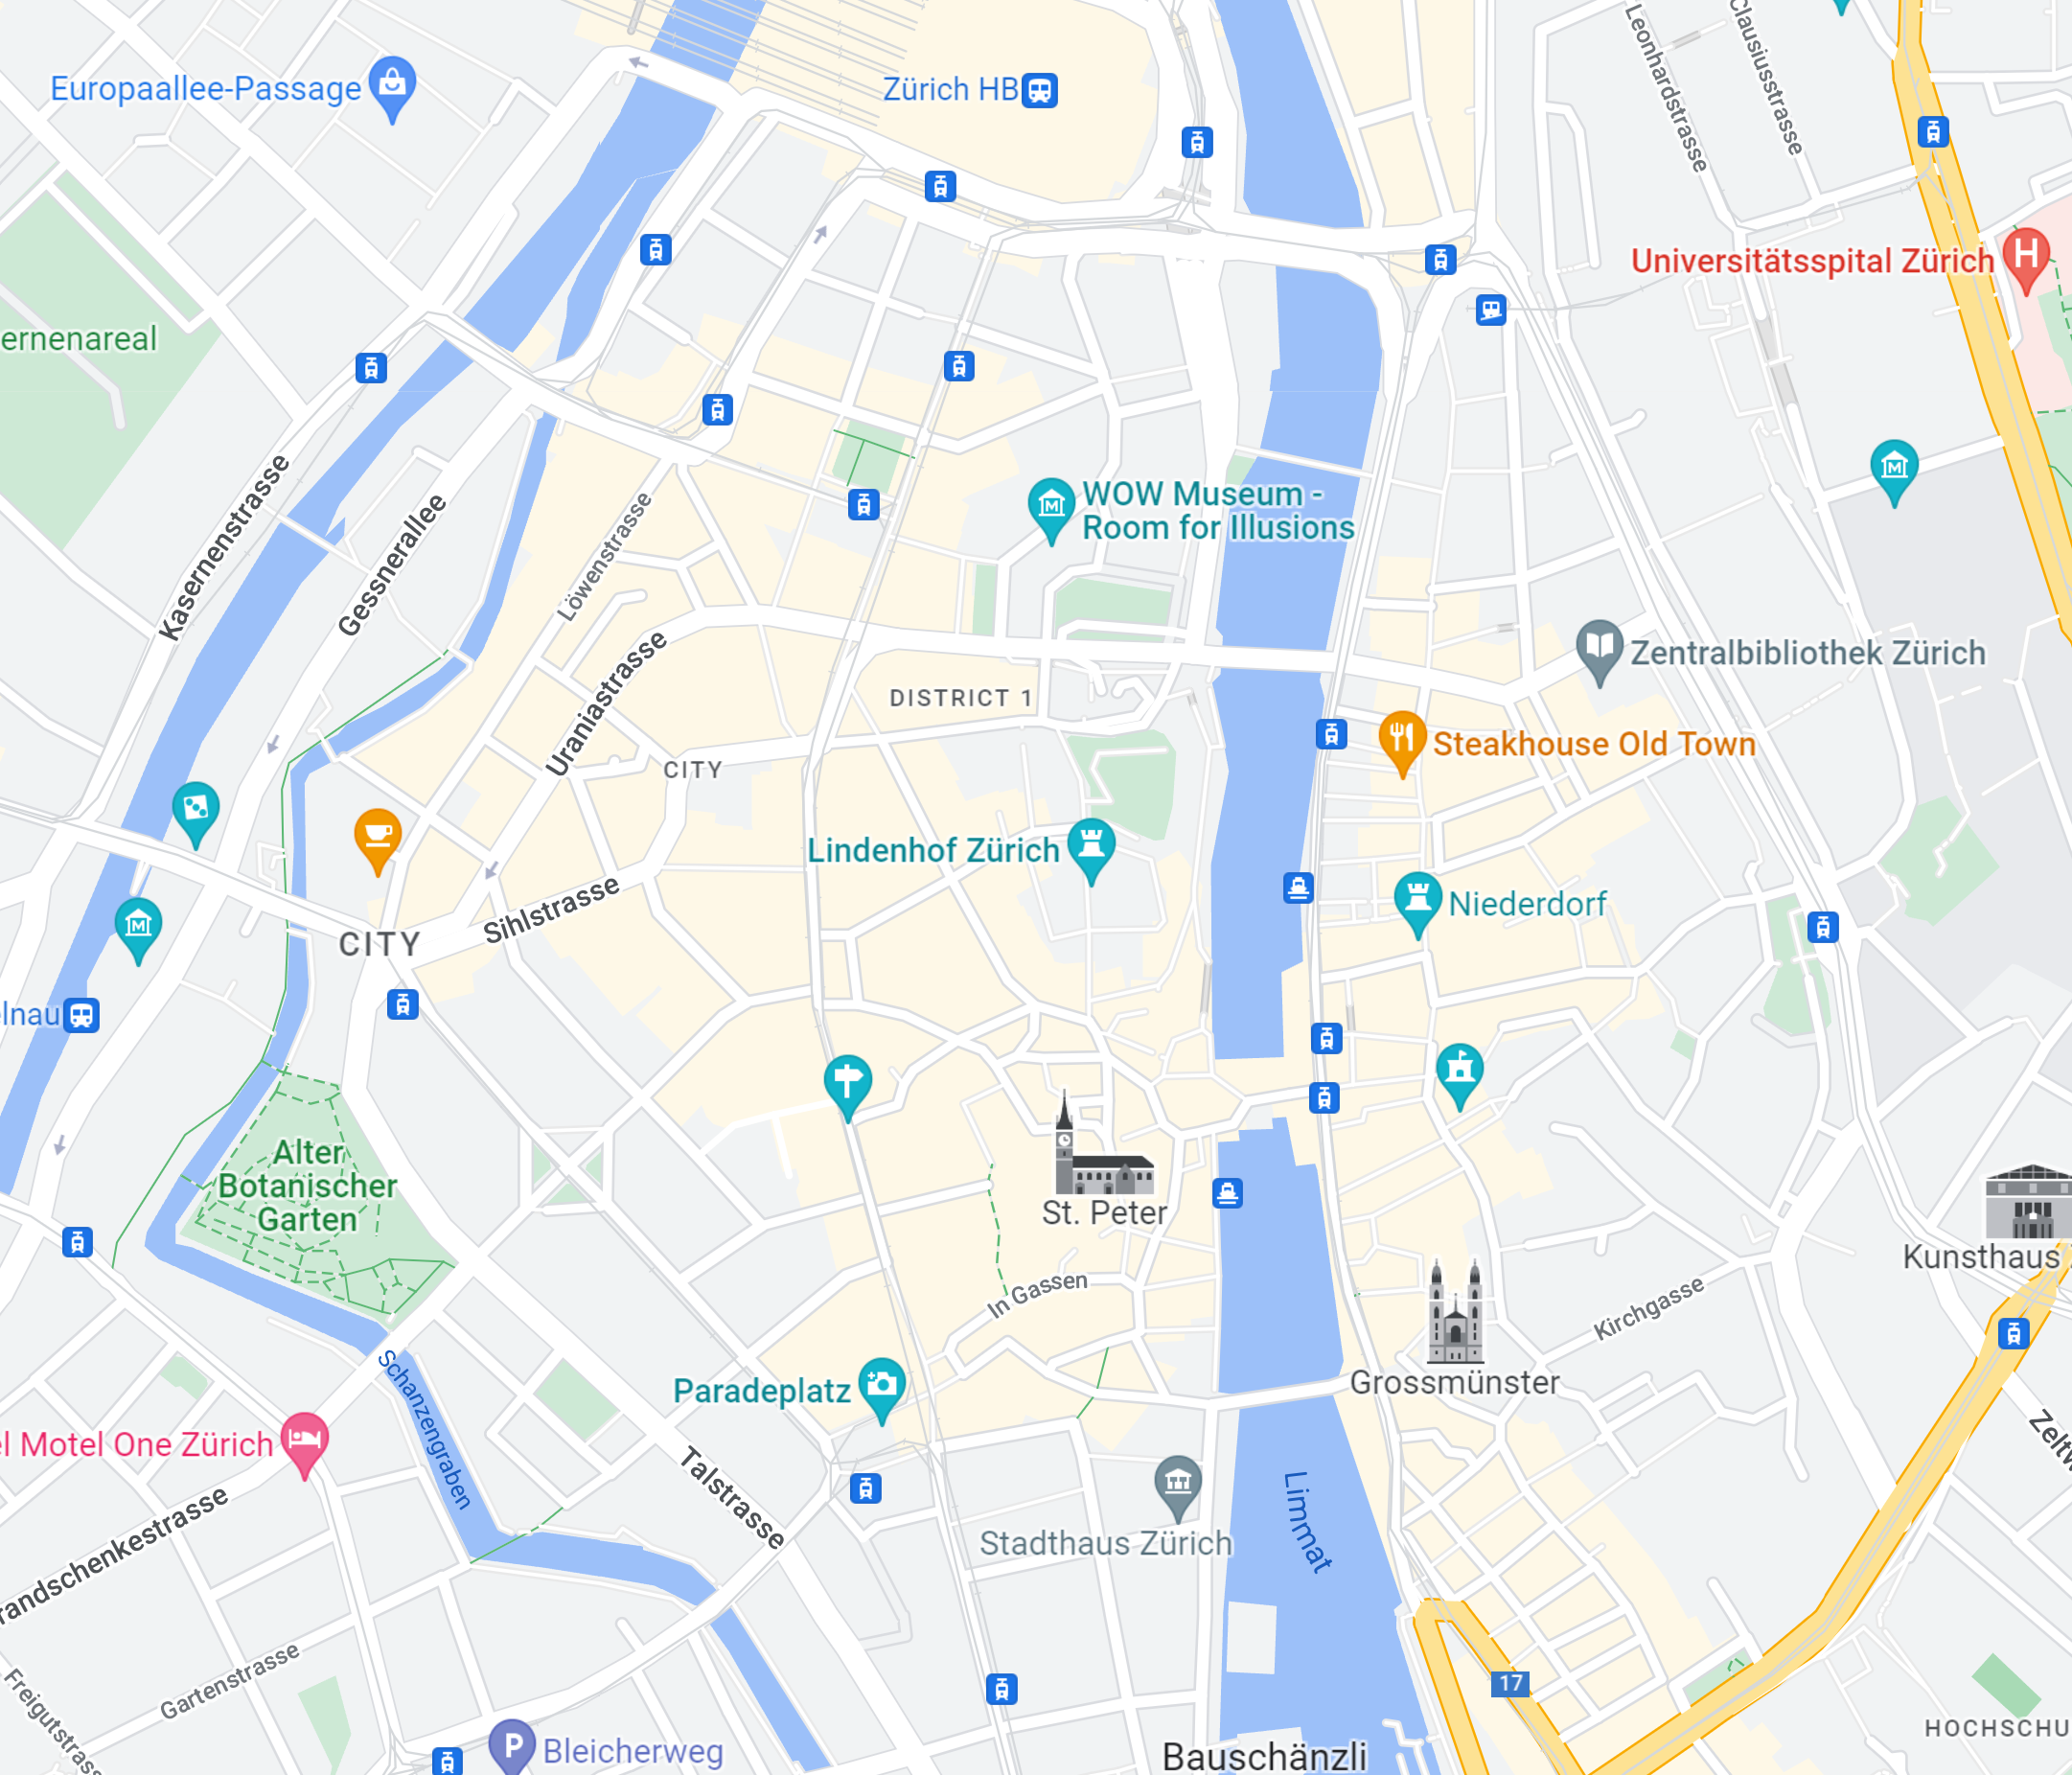 Leonhardstrasse
Clausiusstrasse
Europaallee-Passage
Zürich HB
Universitätsspital Zürich
H
ernenareal
WOW Museum -
Room for Illusions
Kasernenstrasse
Gessnerallee
Löwenstrasse
Uraniastrasse
Zentralbibliothek Zürich
DISTRICT 1
Steakhouse Old Town
CITY
Lindenhof Zürich
Niederdorf
Sihlstrasse
CITY
elnau
Alter
Botanischer
Garten
St. Peter
In Gassen
Kunsthaus
Kirchgasse
Grossmünster
Paradeplatz
Schanzengraben
el Motel One Zürich
Talstrasse
Zeltw
Limmat
Stadthaus Zürich
randschenkestrasse
Gartenstrasse
Freigutstrass
17
HOCHSCHU
P
Bleicherweg
Bauschänzli